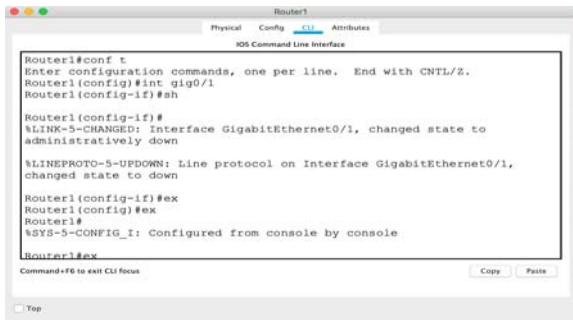 Router1
Physical Config CLI Attributes
IOS Command Line Interface
Router1#conf t
Enter configuration commands, one per line. End with CNTL/Z.
Router1(config)#int gig0/1
Router1(config-if)#sh
Router1(config-if)#
%LINK-5-CHANGED: Interface GigabitEthernet0/1, changed state to
administratively down
%LINEPROTO-5-UPDOWN: Line protocol on Interface GigabitEthernet0/1,
changed state to down
Router1(config-if)#ex
Router1(config)#ex
Router1#
%SYS-5-CONFIG_I: Configured from console by console
Router1#ex
Command+F6 to exit CLI focus
Copy Paste
Top